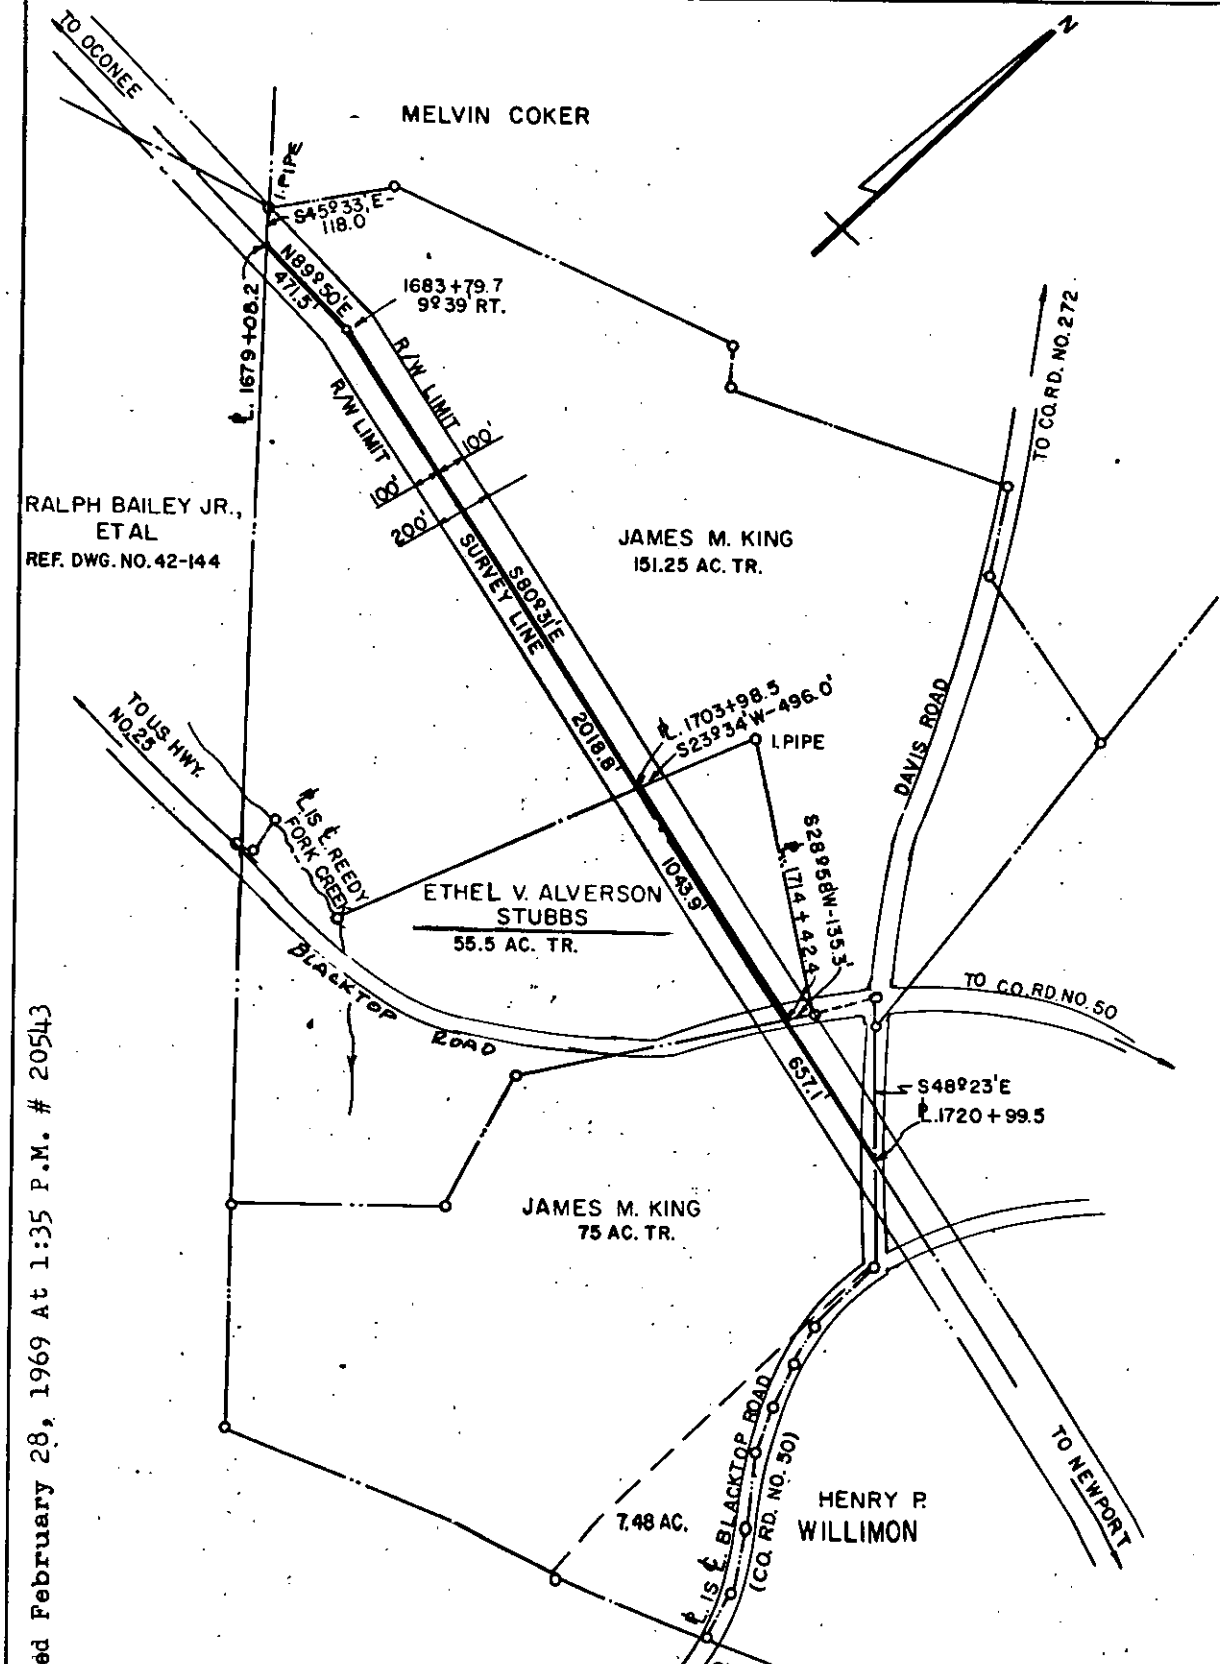 TO OCONEE
N
MELVIN COKER
I. PIPE
S45°33'E-
118.0
N89°50'E
471.5'
1683+79.7
9°39' RT.
℄. 1679+08.2
R/W LIMIT
R/W LIMIT
100'
100'
200'
TO CO.RD. NO. 272
RALPH BAILEY JR.,
ET AL
REF. DWG. NO. 42-144
JAMES M. KING
151.25 AC. TR.
SURVEY LINE
S80°31'E
2018.8'
DAVIS ROAD
℄. 1703+98.5
S23°34'W-496.0'
I. PIPE
TO US. HWY.
NO. 25
℄ IS ℄. REEDY
FORK CREEK
S28°58'W-135.3'
℄ 1714+42.4
1043.9'
ETHEL V. ALVERSON
STUBBS
55.5 AC. TR.
BLACKTOP ROAD
TO CO. RD. NO. 50
657.1'
S48°23'E
℄. 1720+99.5
JAMES M. KING
75 AC. TR.
7.48 AC.
℄. IS ℄. BLACKTOP ROAD
(CO. RD. NO. 50)
HENRY P.
WILLIMON
TO NEWPORT
ed February 28, 1969 At 1:35 P.M. # 20543